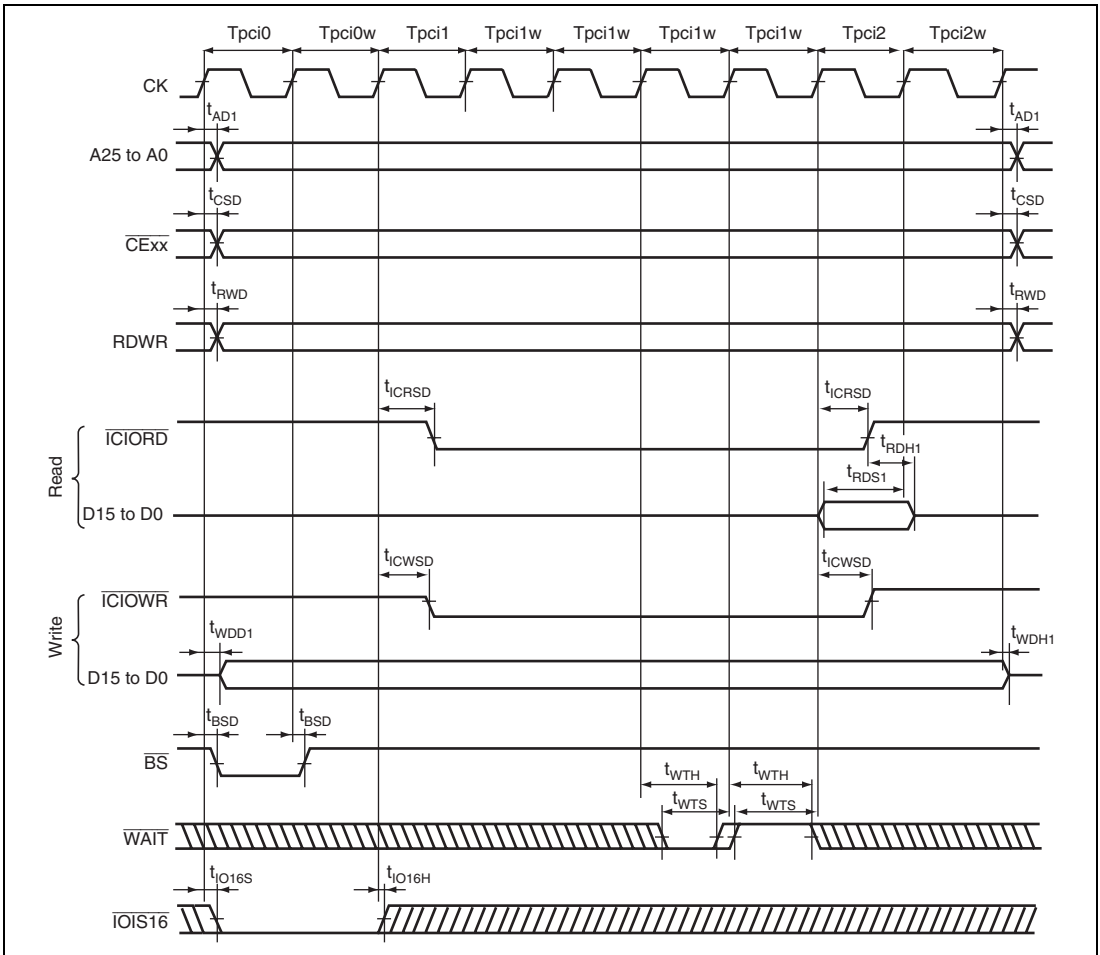 Tpci0 Tpci0w Tpci1 Tpci1w Tpci1w Tpci1w Tpci1w Tpci2 Tpci2w
CK
tAD1 tAD1
A25 to A0
tCSD tCSD
CExx
tRWD tRWD
RDWR
tICRSD tICRSD
ICIORD
tRDH1
Read
tRDS1
D15 to D0
tICWSD tICWSD
ICIOWR
Write
tWDD1 tWDH1
D15 to D0
tBSD tBSD
BS
tWTH tWTH
tWTS tWTS
WAIT
tIO16S tIO16H
IOIS16